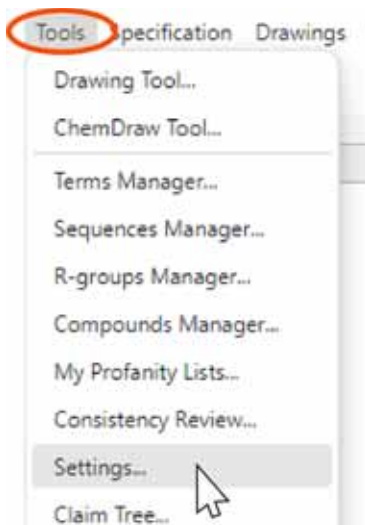 Tools Specification Drawings
Drawing Tool...
ChemDraw Tool...
Terms Manager...
Sequences Manager...
R-groups Manager...
Compounds Manager...
My Profanity Lists...
Consistency Review...
Settings...
Claim Tree...